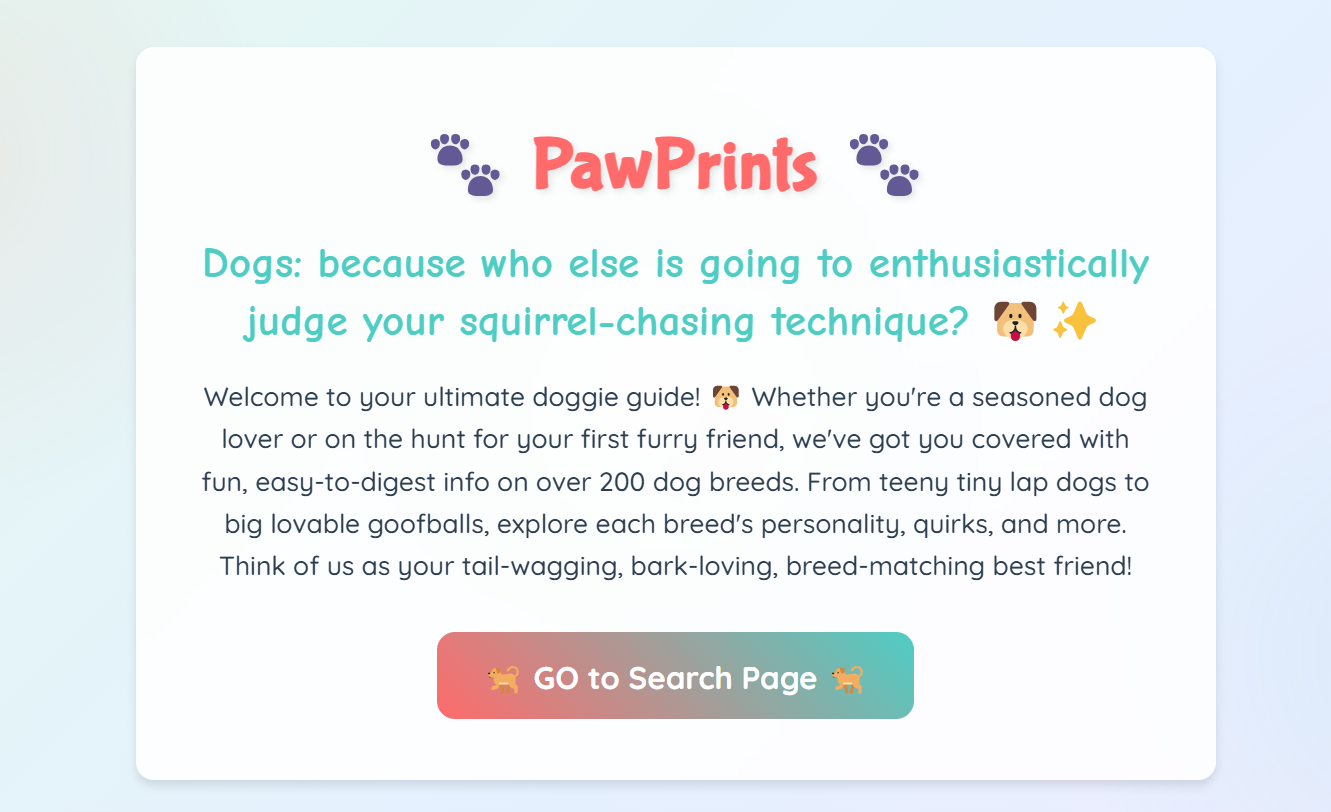 🐾 PawPrints 🐾
Dogs: because who else is going to enthusiastically
judge your squirrel-chasing technique? 🐶 ✨
Welcome to your ultimate doggie guide! 🐶 Whether you're a seasoned dog
lover or on the hunt for your first furry friend, we've got you covered with
fun, easy-to-digest info on over 200 dog breeds. From teeny tiny lap dogs to
big lovable goofballs, explore each breed's personality, quirks, and more.
Think of us as your tail-wagging, bark-loving, breed-matching best friend!
🐕 GO to Search Page 🐕